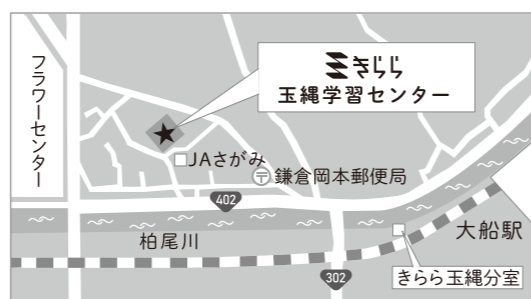 きらら
玉縄学習センター
フラワーセンター
JAさがみ
〒鎌倉岡本郵便局
402
柏尾川
大船駅
302
きらら玉縄分室